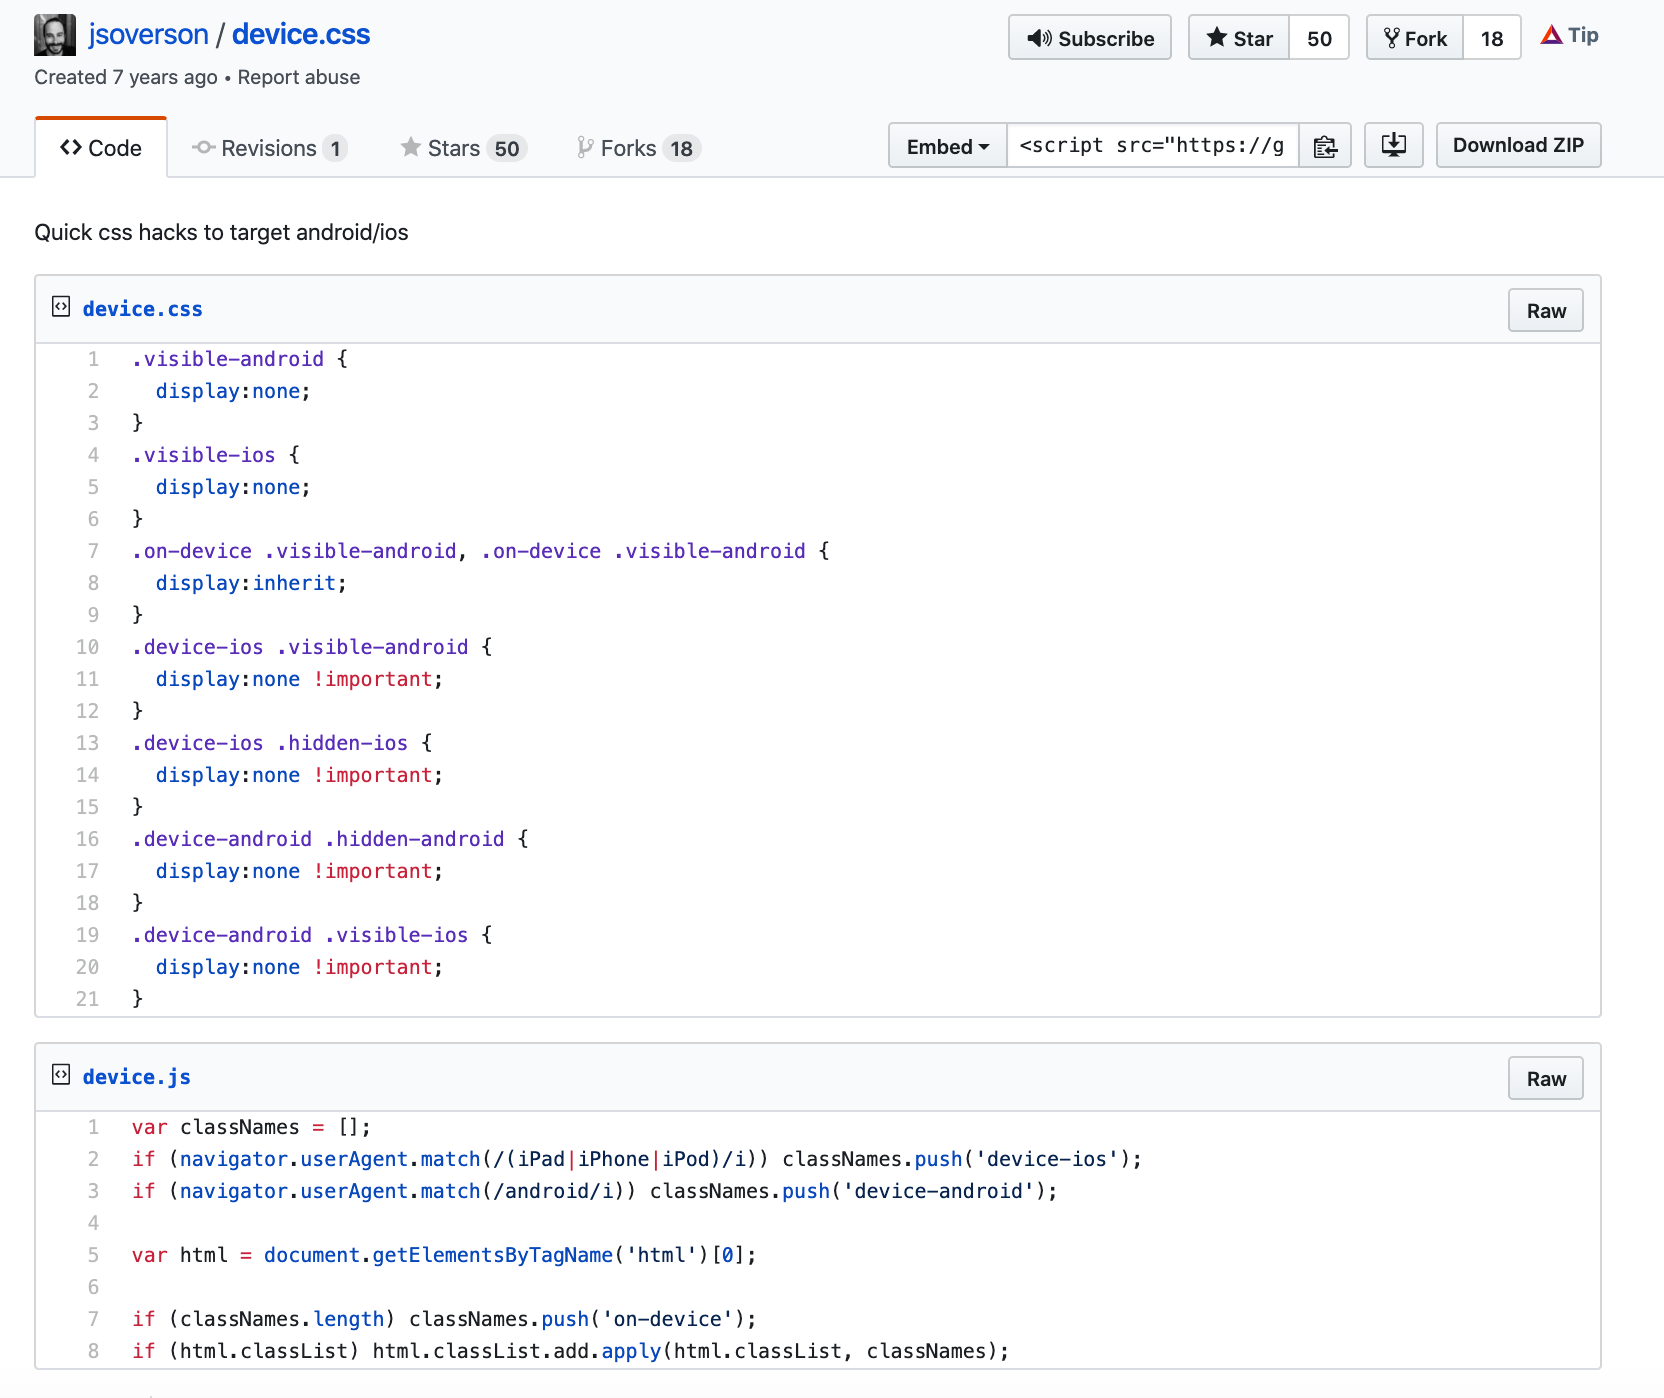 jsoverson / device.css
Subscribe
Star 50
Fork 18
Tip
Created 7 years ago • Report abuse
Code
Revisions 1
Stars 50
Forks 18
Embed
<script src="https://g
Download ZIP
Quick css hacks to target android/ios
device.css
Raw
1 .visible-android {
2   display:none;
3 }
4 .visible-ios {
5   display:none;
6 }
7 .on-device .visible-android, .on-device .visible-android {
8   display:inherit;
9 }
10 .device-ios .visible-android {
11   display:none !important;
12 }
13 .device-ios .hidden-ios {
14   display:none !important;
15 }
16 .device-android .hidden-android {
17   display:none !important;
18 }
19 .device-android .visible-ios {
20   display:none !important;
21 }
device.js
Raw
1 var classNames = [];
2 if (navigator.userAgent.match(/(iPad|iPhone|iPod)/i)) classNames.push('device-ios');
3 if (navigator.userAgent.match(/android/i)) classNames.push('device-android');
4
5 var html = document.getElementsByTagName('html')[0];
6
7 if (classNames.length) classNames.push('on-device');
8 if (html.classList) html.classList.add.apply(html.classList, classNames);